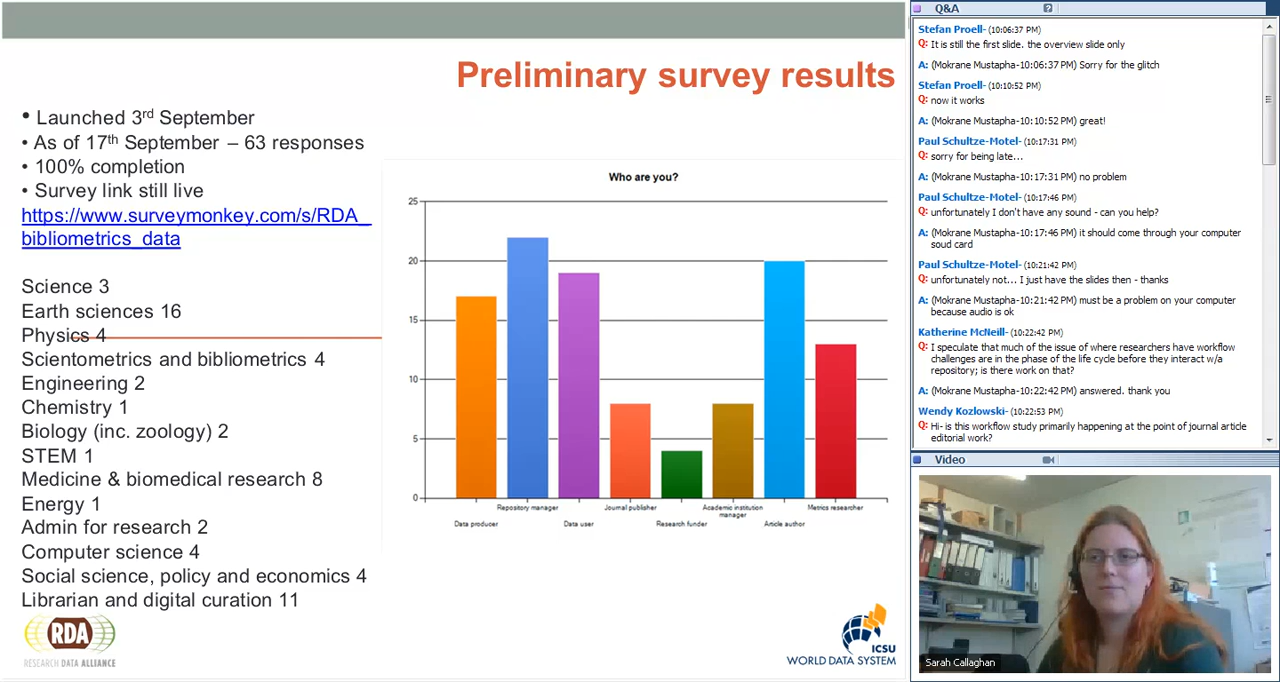 Preliminary survey results
• Launched 3rd September
• As of 17th September – 63 responses
• 100% completion
• Survey link still live
https://www.surveymonkey.com/s/RDA_
bibliometrics_data
Science 3
Earth sciences 16
Physics 4
Scientometrics and bibliometrics 4
Engineering 2
Chemistry 1
Biology (inc. zoology) 2
STEM 1
Medicine & biomedical research 8
Energy 1
Admin for research 2
Computer science 4
Social science, policy and economics 4
Librarian and digital curation 11
RDA
RESEARCH DATA ALLIANCE
Who are you?
25
20
15
10
5
0
Data producer
Repository manager
Data user
Journal publisher
Research funder
Academic institution
manager
Article author
Metrics researcher
ICSU
WORLD DATA SYSTEM
Q&A
Stefan Proell- (10:06:37 PM)
Q: It is still the first slide. the overview slide only
A: (Mokrane Mustapha-10:06:37 PM) Sorry for the glitch
Stefan Proell- (10:10:52 PM)
Q: now it works
A: (Mokrane Mustapha-10:10:52 PM) great!
Paul Schultze-Motel- (10:17:31 PM)
Q: sorry for being late...
A: (Mokrane Mustapha-10:17:31 PM) no problem
Paul Schultze-Motel- (10:17:46 PM)
Q: unfortunately I don't have any sound - can you help?
A: (Mokrane Mustapha-10:17:46 PM) it should come through your computer
soud card
Paul Schultze-Motel- (10:21:42 PM)
Q: unfortunately not... I just have the slides then - thanks
A: (Mokrane Mustapha-10:21:42 PM) must be a problem on your computer
because audio is ok
Katherine McNeill- (10:22:42 PM)
Q: I speculate that much of the issue of where researchers have workflow
challenges are in the phase of the life cycle before they interact w/a
repository; is there work on that?
A: (Mokrane Mustapha-10:22:42 PM) answered. thank you
Wendy Kozlowski- (10:22:53 PM)
Q: Hi- is this workflow study primarily happening at the point of journal article
editorial work?
Video
Sarah Callaghan